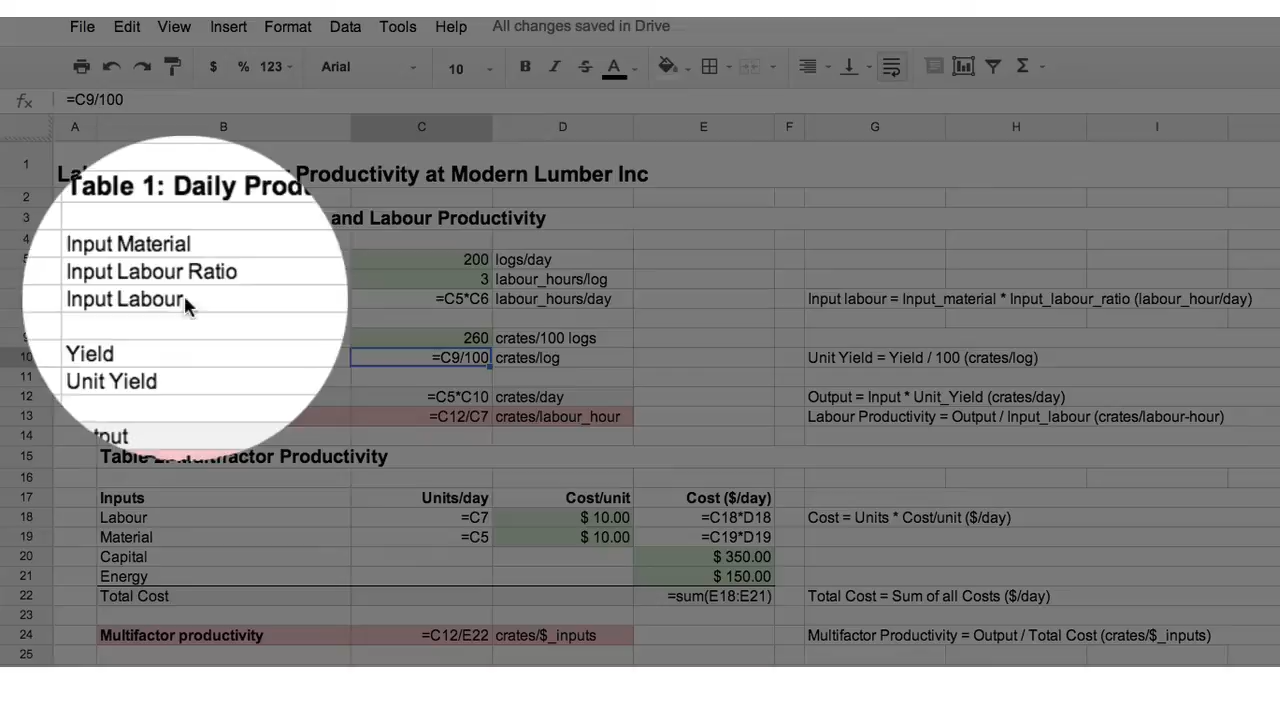 File Edit View Insert Format Data Tools Help All changes saved in Drive
$ % 123 Arial 10 B I S A Σ
fx =C9/100
A B C D E F G H I
1 La Productivity at Modern Lumber Inc
2
3 Table 1: Daily Prod and Labour Productivity
4
Input Material 200 logs/day
Input Labour Ratio 3 labour_hours/log
Input Labour =C5*C6 labour_hours/day Input labour = Input_material * Input_labour_ratio (labour_hour/day)
9 Yield 260 crates/100 logs
10 Unit Yield =C9/100 crates/log Unit Yield = Yield / 100 (crates/log)
11
12 tput =C5*C10 crates/day Output = Input * Unit_Yield (crates/day)
13 =C12/C7 crates/labour_hour Labour Productivity = Output / Input_labour (crates/labour-hour)
14
15 Table 2: Multifactor Productivity
16
17 Inputs Units/day Cost/unit Cost ($/day)
18 Labour =C7 $ 10.00 =C18*D18 Cost = Units * Cost/unit ($/day)
19 Material =C5 $ 10.00 =C19*D19
20 Capital $ 350.00
21 Energy $ 150.00
22 Total Cost =sum(E18:E21) Total Cost = Sum of all Costs ($/day)
23
24 Multifactor productivity =C12/E22 crates/$_inputs Multifactor Productivity = Output / Total Cost (crates/$_inputs)
25